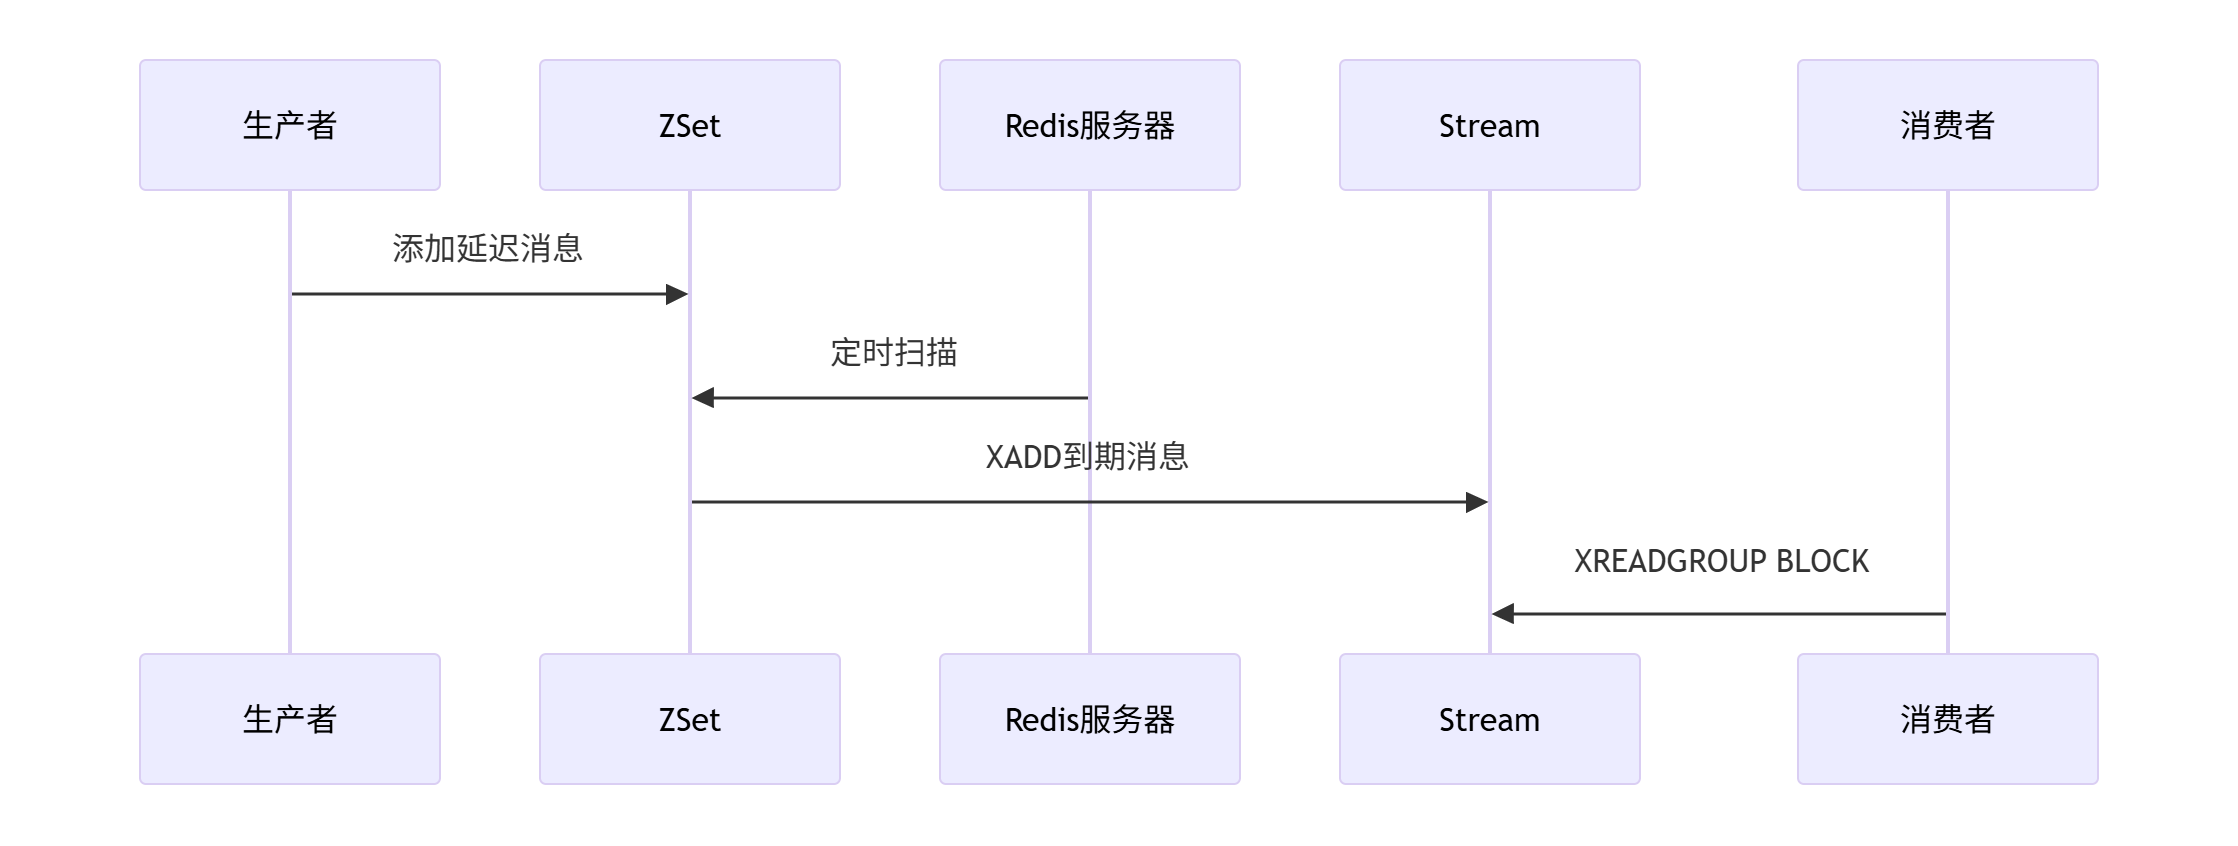 生产者
ZSet
Redis服务器
Stream
消费者
添加延迟消息
定时扫描
XADD到期消息
XREADGROUP BLOCK
生产者
ZSet
Redis服务器
Stream
消费者